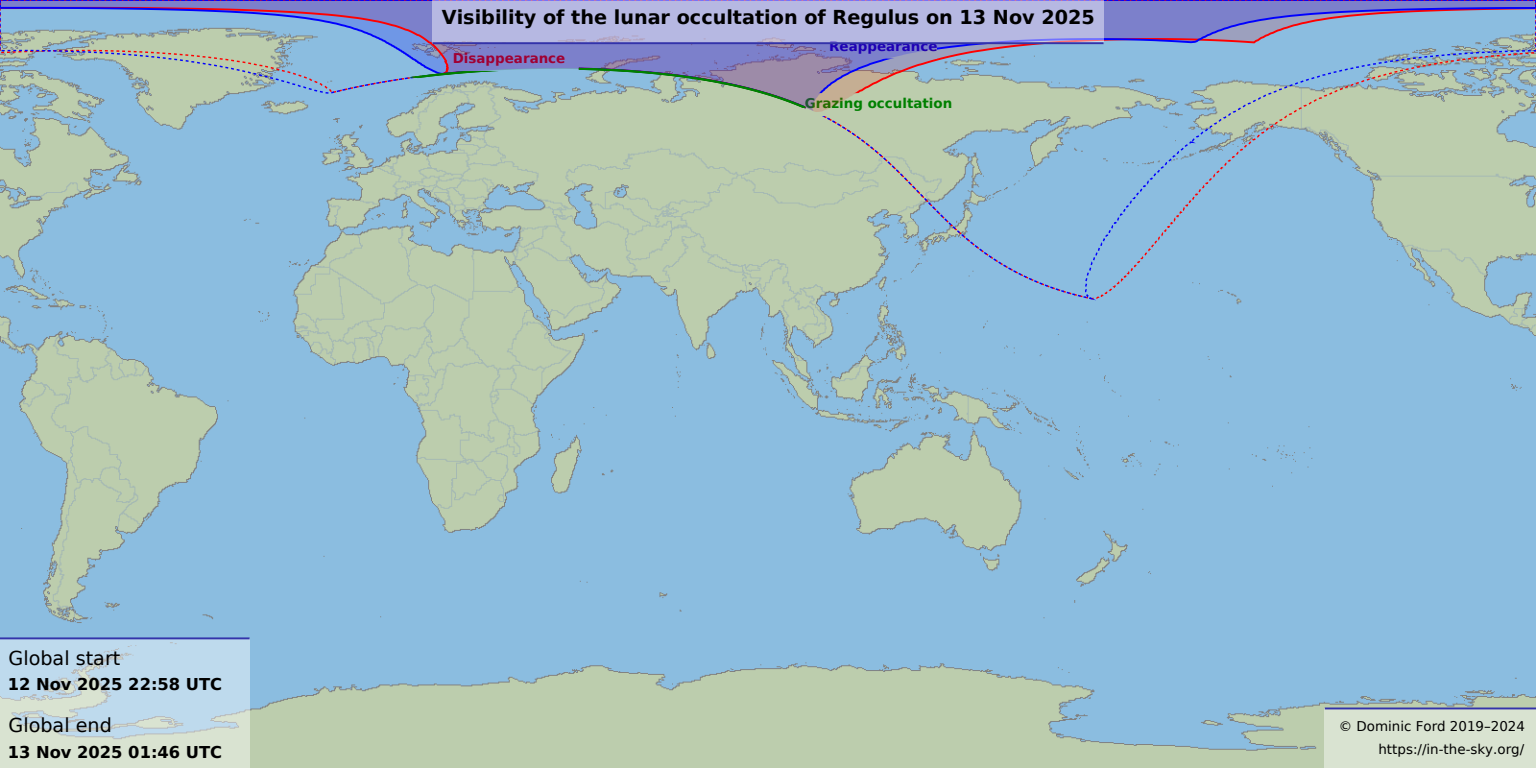 Visibility of the lunar occultation of Regulus on 13 Nov 2025
Reappearance
Disappearance
Grazing occultation
Global start
12 Nov 2025 22:58 UTC
Global end
13 Nov 2025 01:46 UTC
© Dominic Ford 2019–2024
https://in-the-sky.org/